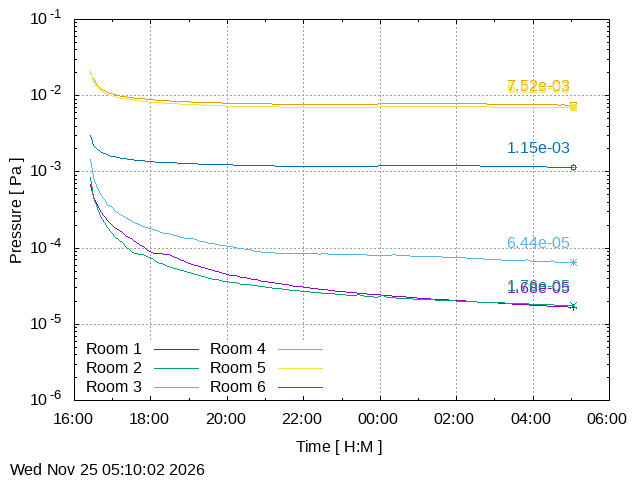 10^-1
10^-2
10^-3
10^-4
10^-5
10^-6
Pressure [ Pa ]
7.52e-03
1.15e-03
6.44e-05
1.68e-05
Room 1 Room 4
Room 2 Room 5
Room 3 Room 6
16:00 18:00 20:00 22:00 00:00 02:00 04:00 06:00
Time [ H:M ]
Wed Nov 25 05:10:02 2026